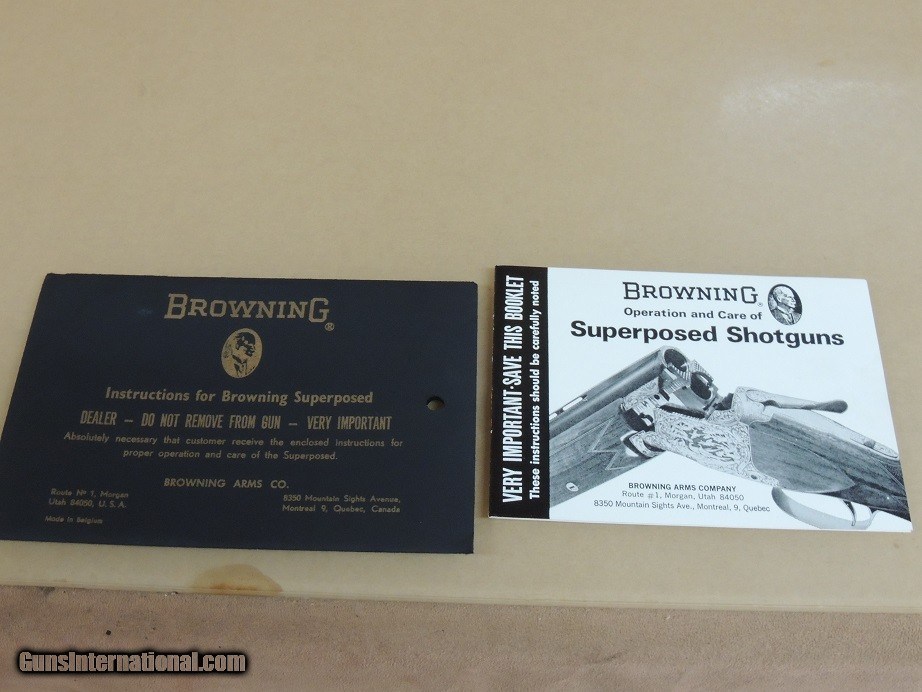 BROWNING®
Instructions for Browning Superposed
DEALER – DO NOT REMOVE FROM GUN – VERY IMPORTANT
Absolutely necessary that customer receive the enclosed instructions for
proper operation and care of the Superposed.
BROWNING ARMS CO.
Route Nº 1, Morgan
Utah 84050, U.S.A.
8350 Mountain Sights Avenue,
Montreal 9, Quebec, Canada
Made in Belgium
VERY IMPORTANT·SAVE THIS BOOKLET
These instructions should be carefully noted
BROWNING®
Operation and Care of
Superposed Shotguns
BROWNING ARMS COMPANY
Route #1, Morgan, Utah 84050
8350 Mountain Sights Ave., Montreal, 9, Quebec
GunsInternational.com